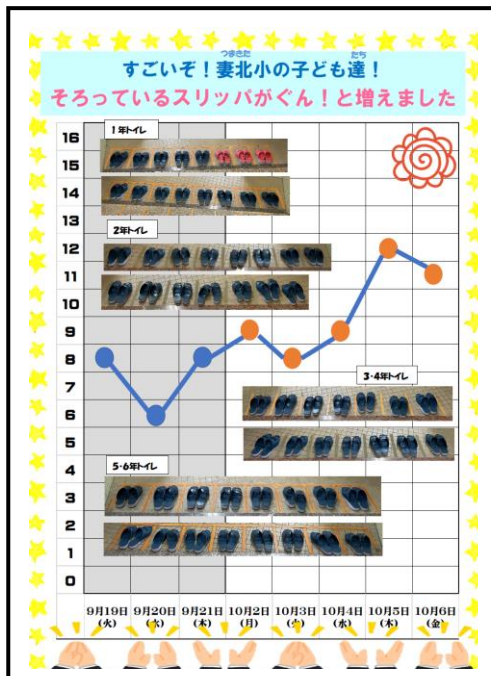 つまきた たち
すごいぞ！妻北小の子ども達！
そろっているスリッパがぐん！と増えました
16
1年トイレ
15
14
13
2年トイレ
12
11
10
9
8
3・4年トイレ
7
6
5
5・6年トイレ
4
3
2
1
0
9月19日 9月20日 9月21日 10月2日 10月3日 10月4日 10月5日 10月6日
(火) (水) (木) (月) (火) (水) (木) (金)